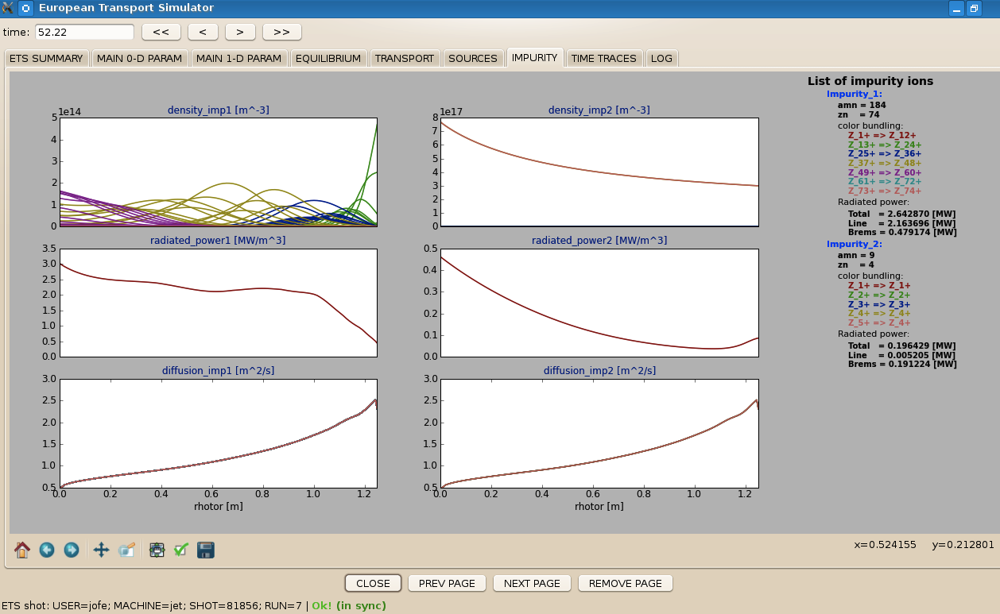 European Transport Simulator
time: 52.22 << < > >>
ETS SUMMARY MAIN 0-D PARAM MAIN 1-D PARAM EQUILIBRIUM TRANSPORT SOURCES IMPURITY TIME TRACES LOG
1e14 density_imp1 [m^-3]
5
4
3
2
1
0
1e17 density_imp2 [m^-3]
8
7
6
5
4
3
2
1
0
radiated_power1 [MW/m^3]
3.5
3.0
2.5
2.0
1.5
1.0
0.5
0.0
radiated_power2 [MW/m^3]
0.5
0.4
0.3
0.2
0.1
0.0
diffusion_imp1 [m^2/s]
3.0
2.5
2.0
1.5
1.0
0.5
0.0 0.2 0.4 0.6 0.8 1.0 1.2
rhotor [m]
diffusion_imp2 [m^2/s]
3.0
2.5
2.0
1.5
1.0
0.5
0.0 0.2 0.4 0.6 0.8 1.0 1.2
rhotor [m]
List of impurity ions
Impurity_1:
amn = 184
zn = 74
color bundling:
Z_1+ => Z_12+
Z_13+ => Z_24+
Z_25+ => Z_36+
Z_37+ => Z_48+
Z_49+ => Z_60+
Z_61+ => Z_72+
Z_73+ => Z_74+
Radiated power:
Total = 2.642870 [MW]
Line = 2.163696 [MW]
Brems = 0.479174 [MW]
Impurity_2:
amn = 9
zn = 4
color bundling:
Z_1+ => Z_1+
Z_2+ => Z_2+
Z_3+ => Z_3+
Z_4+ => Z_4+
Z_5+ => Z_4+
Radiated power:
Total = 0.196429 [MW]
Line = 0.005205 [MW]
Brems = 0.191224 [MW]
x=0.524155 y=0.212801
CLOSE PREV PAGE NEXT PAGE REMOVE PAGE
ETS shot: USER=jofe; MACHINE=jet; SHOT=81856; RUN=7 | Ok! (in sync)